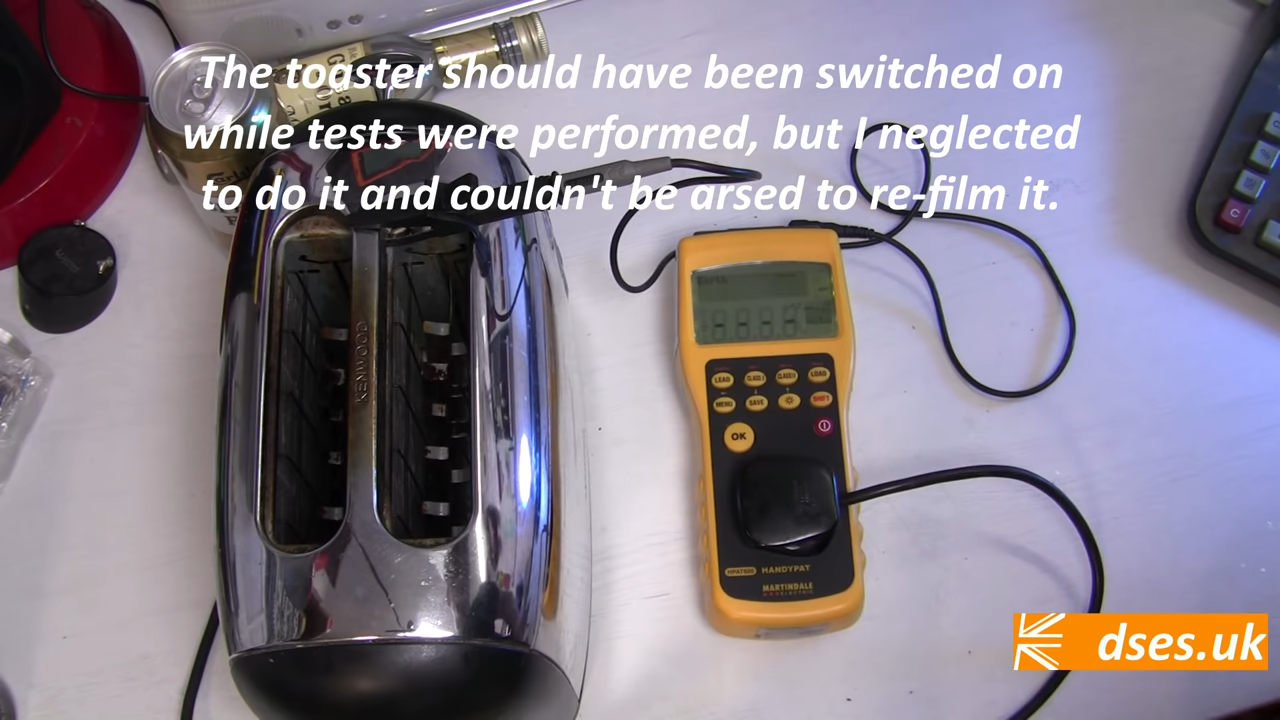 The toaster should have been switched on
while tests were performed, but I neglected
to do it and couldn't be arsed to re-film it.
KENWOOD
LEAD CLASS I CLASS II LOAD
MENU SAVE SHIFT
OK
C
HANDYPAT
MARTINDALE
ELECTRIC
dses.uk